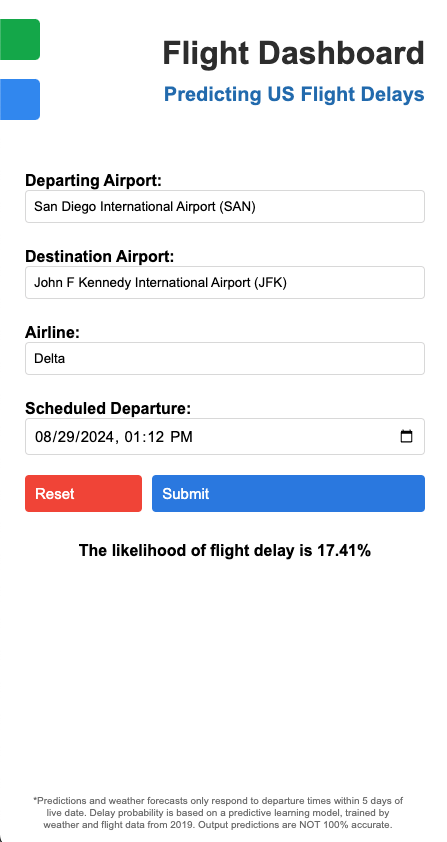 Flight Dashboard
Predicting US Flight Delays
Departing Airport:
San Diego International Airport (SAN)
Destination Airport:
John F Kennedy International Airport (JFK)
Airline:
Delta
Scheduled Departure:
08/29/2024, 01:12 PM
Reset Submit
The likelihood of flight delay is 17.41%
*Predictions and weather forecasts only respond to departure times within 5 days of
live date. Delay probability is based on a predictive learning model, trained by
weather and flight data from 2019. Output predictions are NOT 100% accurate.